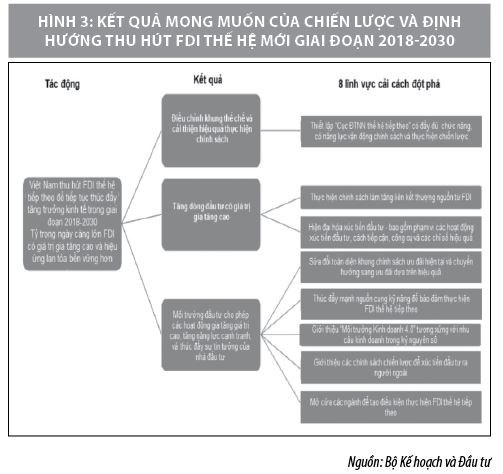 HÌNH 3: KẾT QUẢ MONG MUỐN CỦA CHIẾN LƯỢC VÀ ĐỊNH
HƯỚNG THU HÚT FDI THẾ HỆ MỚI GIAI ĐOẠN 2018-2030
Tác động
Kết quả
8 lĩnh vực cải cách đột phá
Việt Nam thu hút FDI thế hệ
tiếp theo để tiếp tục thúc đẩy
tăng trưởng kinh tế trong giai
đoạn 2018-2030
Tỷ trọng ngày càng lớn FDI
có giá trị gia tăng cao và hiệu
ứng lan tỏa bền vững hơn
Điều chỉnh khung thể chế và
cải thiện hiệu quả thực hiện
chính sách
Tăng dòng đầu tư có giá trị
gia tăng cao
Môi trường đầu tư cho phép
các hoạt động gia tăng giá trị
cao, tăng năng lực cạnh tranh,
và thúc đẩy sự tin tưởng của
nhà đầu tư
Thiết lập "Cục ĐTNN thế hệ tiếp theo" có đầy đủ chức năng,
có năng lực vận động chính sách và thực hiện chiến lược
Thực hiện chính sách làm tăng liên kết thượng nguồn từ FDI
Hiện đại hóa xúc tiến đầu tư - bao gồm phạm vi các hoạt động
xúc tiến đầu tư, cách tiếp cận, công cụ và các chỉ số hiệu quả
Sửa đổi toàn diện khung chính sách ưu đãi hiện tại và chuyển
hướng sang ưu đãi dựa trên hiệu quả
Thúc đẩy mạnh nguồn cung kỹ năng để bảo đảm thực hiện
FDI thế hệ tiếp theo
Giới thiệu "Môi trường Kinh doanh 4.0" tương xứng với nhu
cầu kinh doanh trong kỷ nguyên số
Giới thiệu các chính sách chiến lược để xúc tiến đầu tư ra
nước ngoài
Mở cửa các ngành để tạo điều kiện thực hiện FDI thế hệ tiếp
theo
Nguồn: Bộ Kế hoạch và Đầu tư